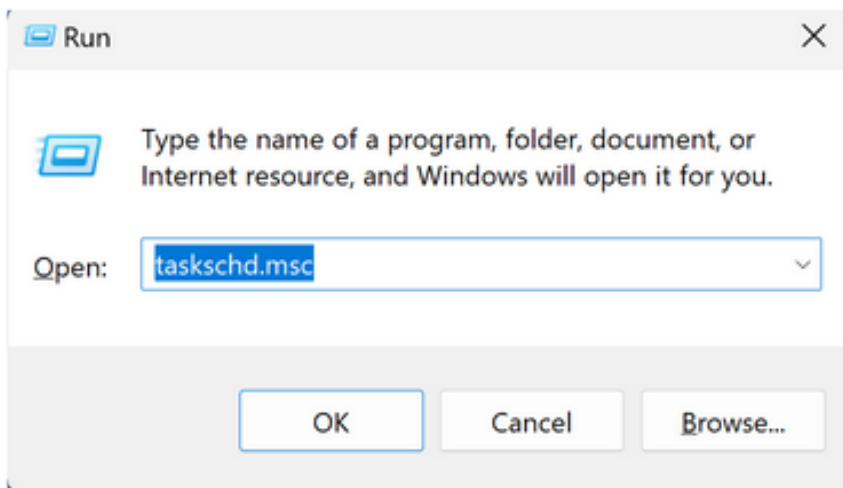 Run
Type the name of a program, folder, document, or
Internet resource, and Windows will open it for you.
Open: taskschd.msc
OK Cancel Browse...